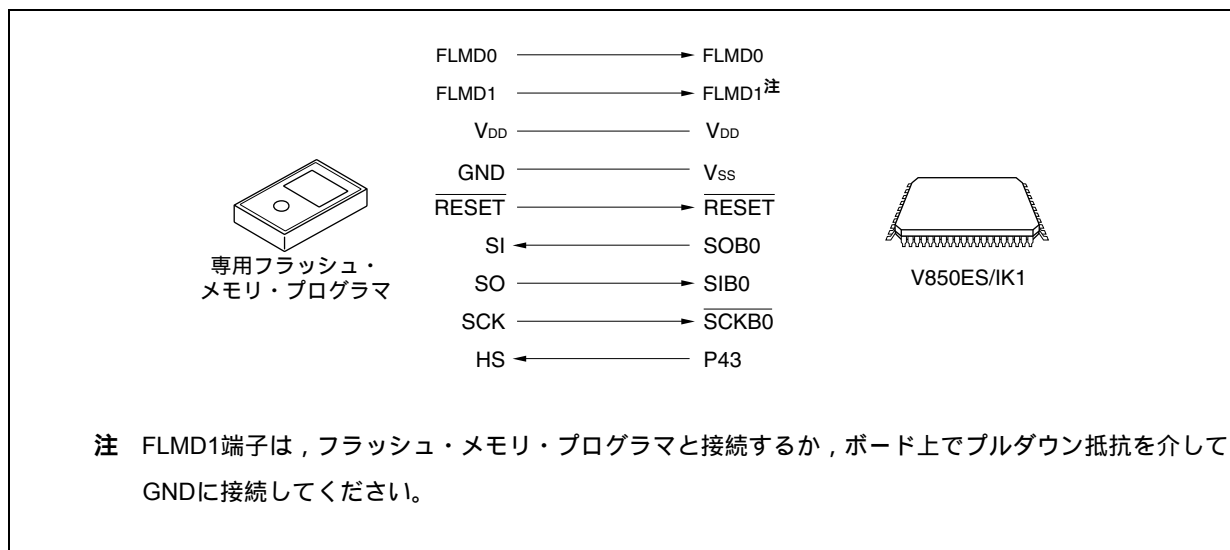 FLMD0 FLMD0
FLMD1 FLMD1注
VDD VDD
GND VSS
RESET RESET
SI SOB0
SO SIB0
SCK SCKB0
HS P43
専用フラッシュ・
メモリ・プログラマ
V850ES/IK1
注 FLMD1端子は，フラッシュ・メモリ・プログラマと接続するか，ボード上でプルダウン抵抗を介して
GNDに接続してください。